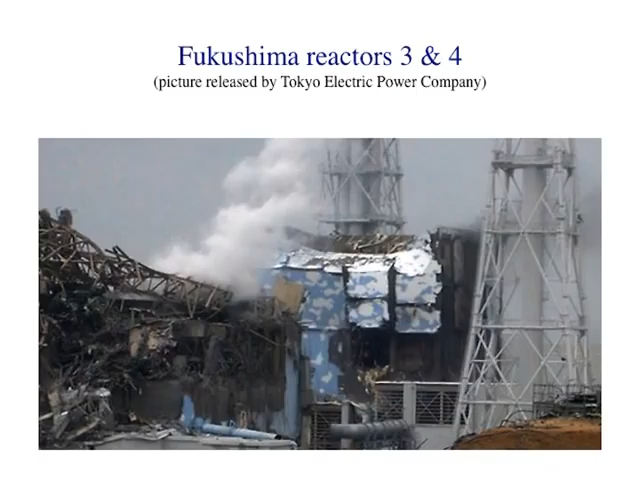 Fukushima reactors 3 & 4
(picture released by Tokyo Electric Power Company)